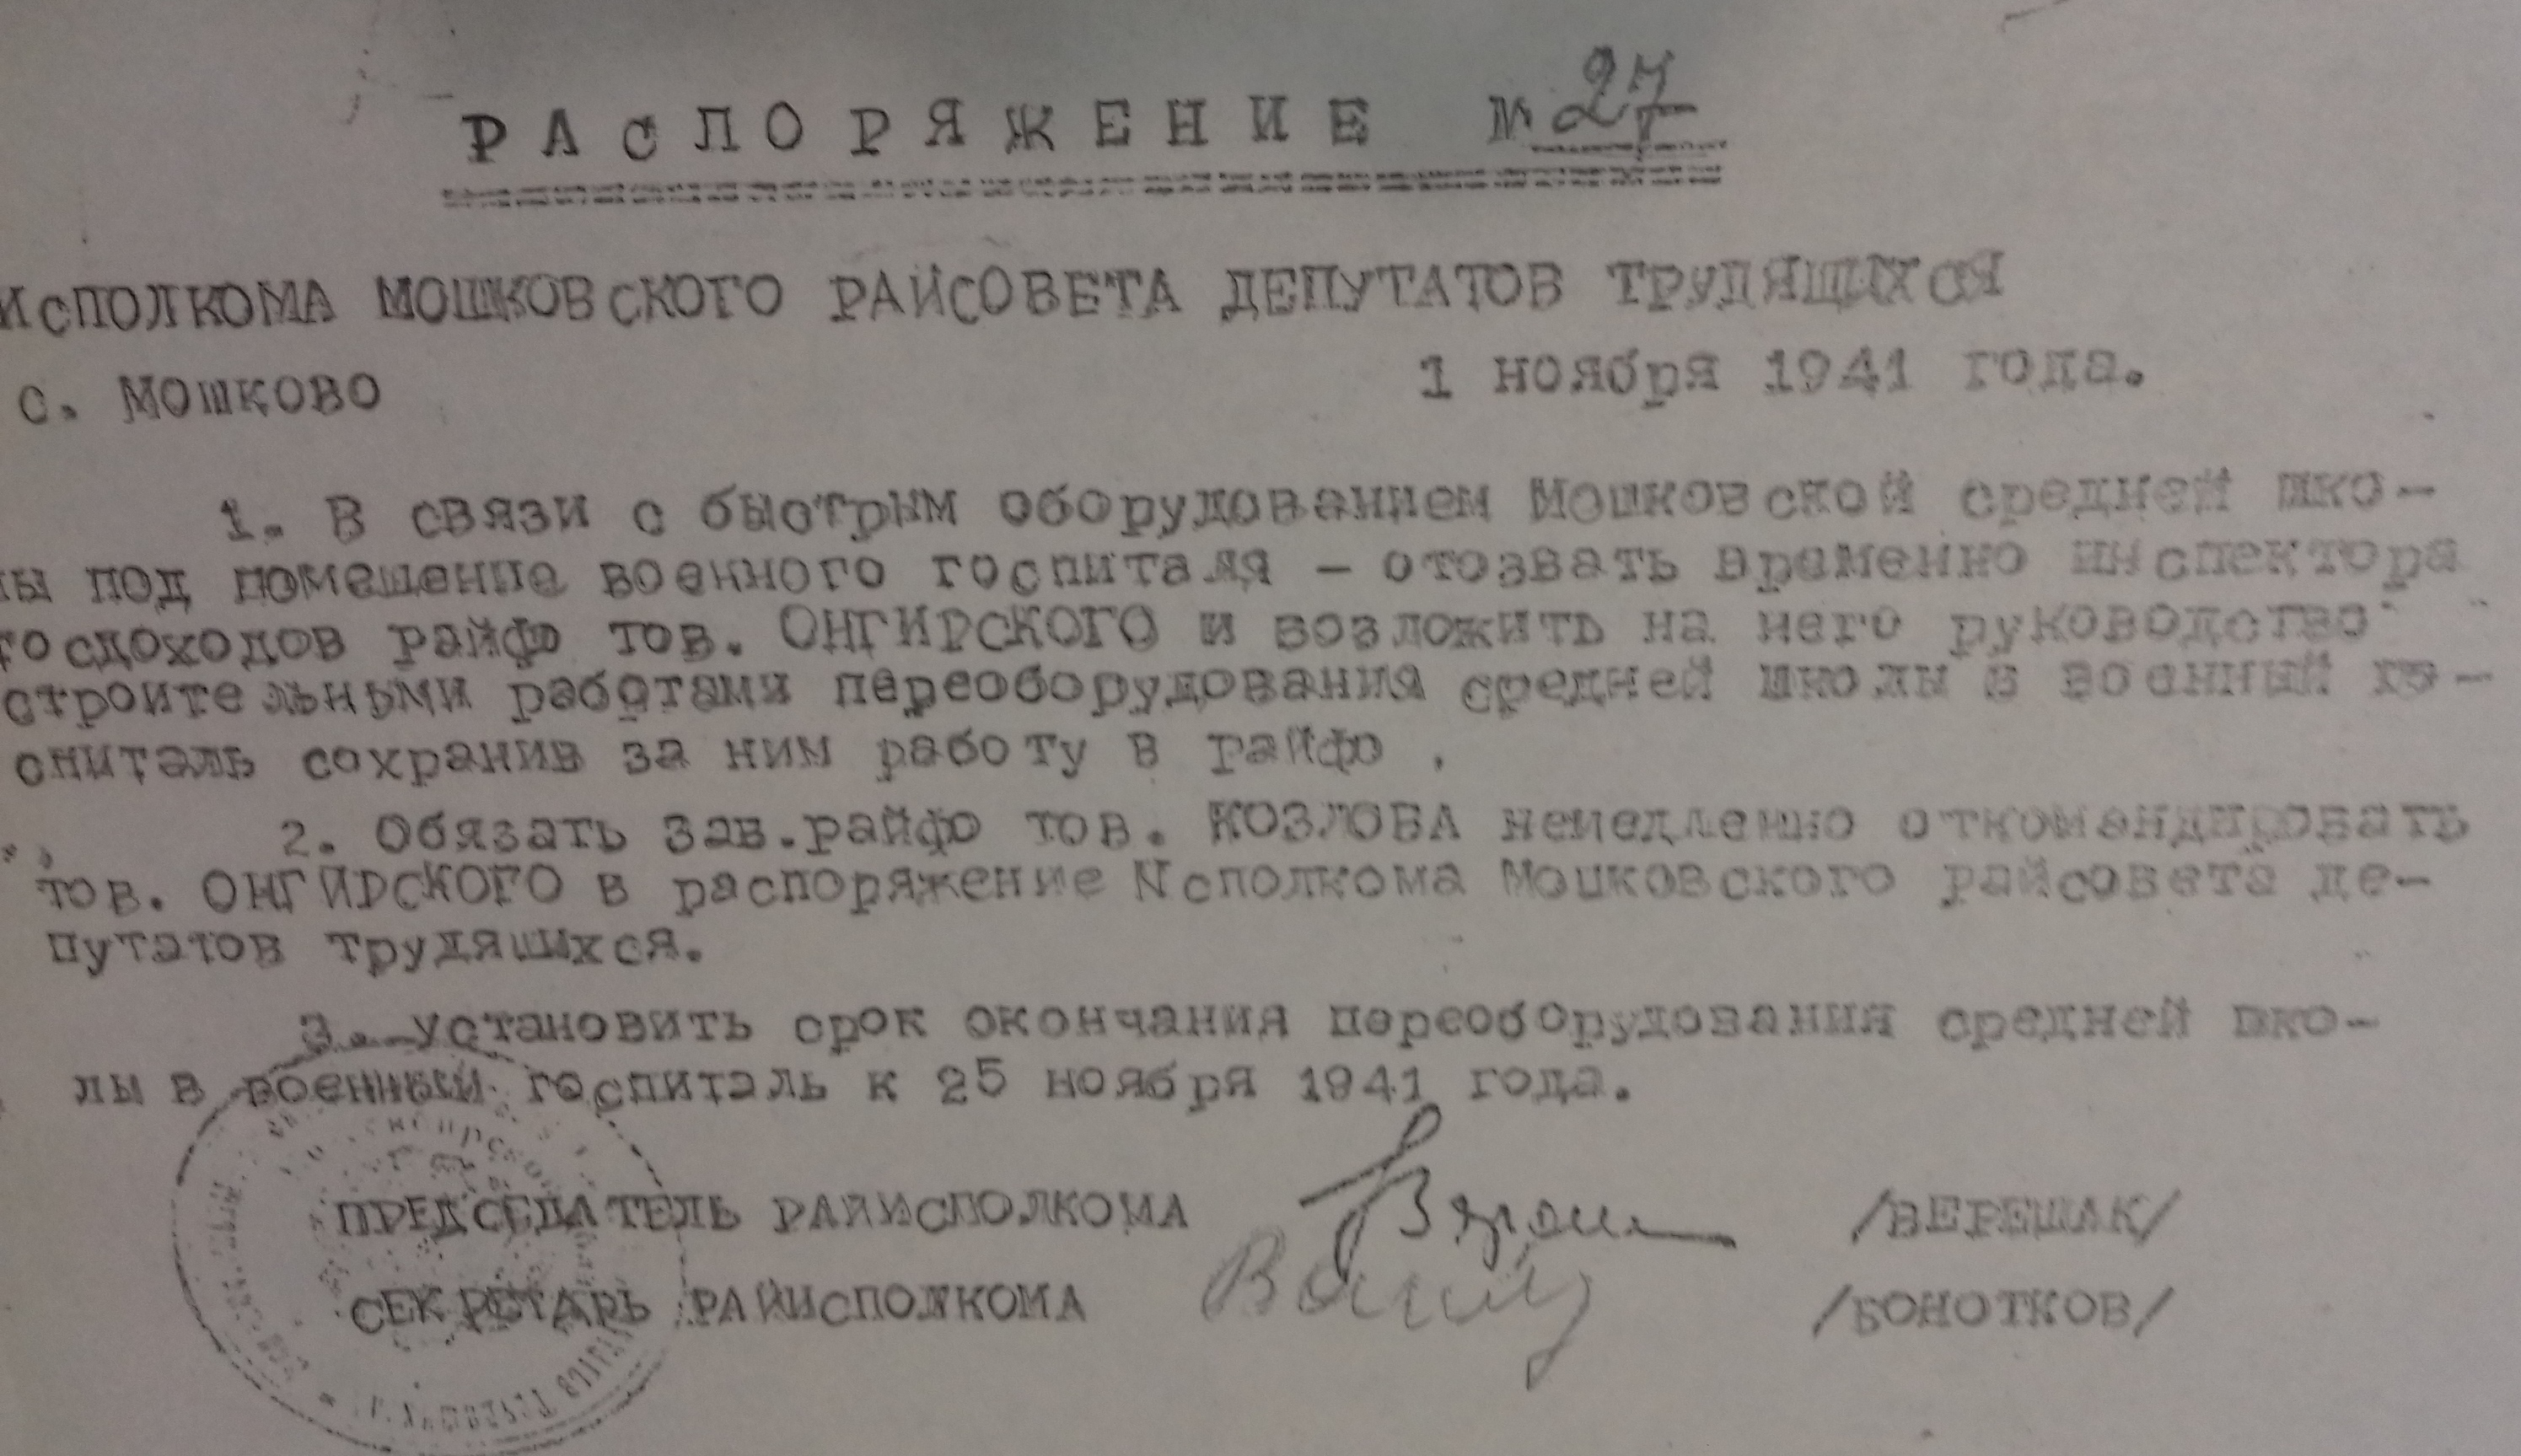 РАСПОРЯЖЕНИЕ № 27
ИСПОЛКОМА МОШКОВСКОГО РАЙСОВЕТА ДЕПУТАТОВ ТРУДЯЩИХСЯ
с. Мошково 1 ноября 1941 года.
1. В связи с быстрым оборудованием Мошковской средней шко-
лы под помещение военного госпиталя - отозвать временно инспектора
госдоходов райфо тов. ОНГИРСКОГО и возложить на него руководство
строительными работами переоборудования средней школы в военный го-
спиталь сохранив за ним работу в райфо .
2. Обязать зав.райфо тов. КОЗЛОВА немедленно откомандировать
тов. ОНГИРСКОГО в распоряжение Исполкома Мошковского райсовета де-
путатов трудящихся.
3. Установить срок окончания переоборудования средней шко-
лы в военный госпиталь к 25 ноября 1941 года.
ПРЕДСЕДАТЕЛЬ РАЙИСПОЛКОМА /ВЕРЕЩАК/
СЕКРЕТАРЬ РАЙИСПОЛКОМА /БОНОТКОВ/